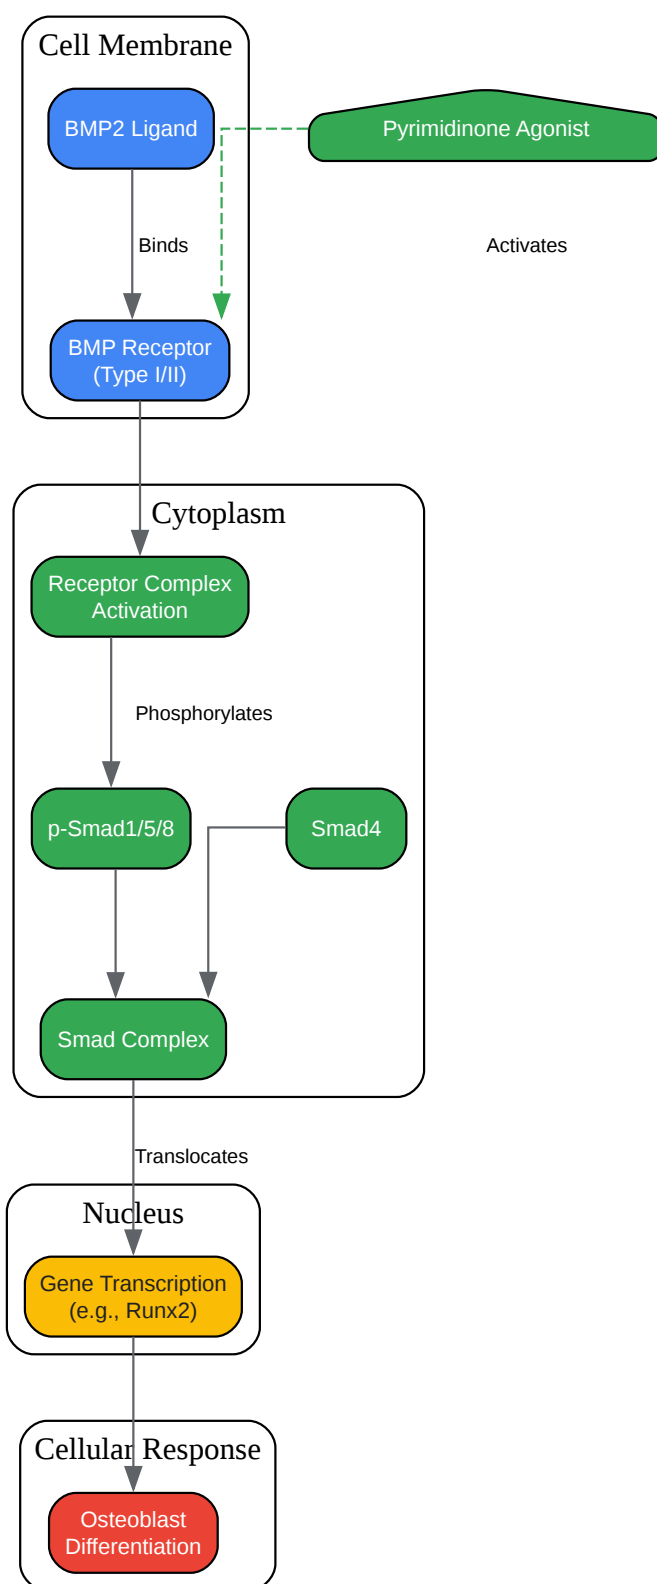 Cell Membrane
BMP2 Ligand
Pyrimidinone Agonist
Binds
Activates
BMP Receptor
(Type I/II)
Cytoplasm
Receptor Complex
Activation
Phosphorylates
p-Smad1/5/8
Smad4
Smad Complex
Translocates
Nucleus
Gene Transcription
(e.g., Runx2)
Cellular Response
Osteoblast
Differentiation